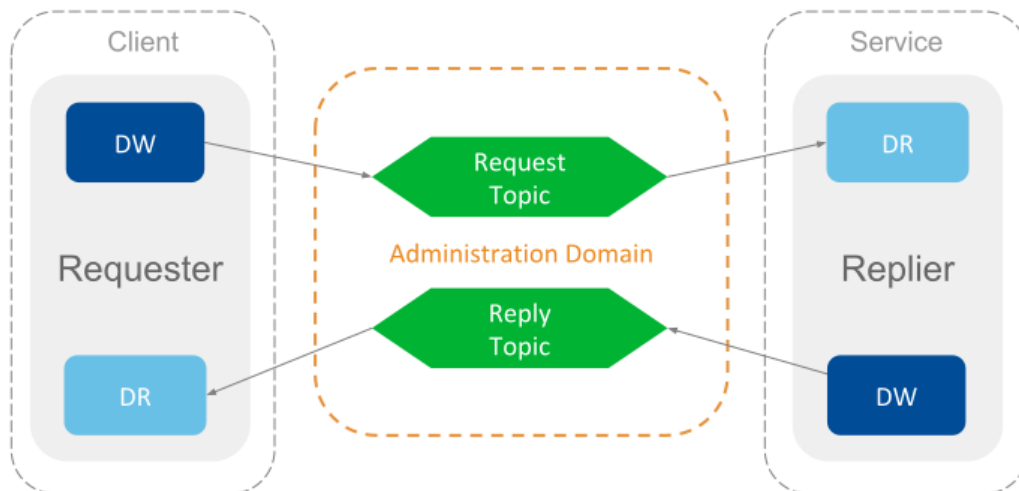 Client
Service
DW
DR
Request
Topic
Requester
Administration Domain
Replier
Reply
Topic
DR
DW